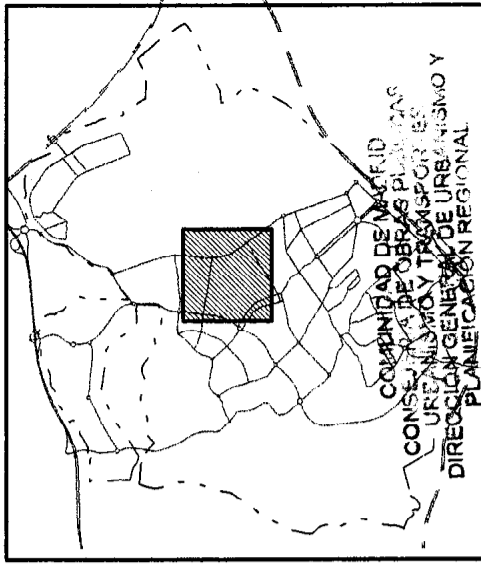 COMUNIDAD DE MADRID
CONSEJERIA DE OBRAS PUBLICAS
URBANISMO Y TRANSPORTES
DIRECCION GENERAL DE URBANISMO Y
PLANIFICACION REGIONAL